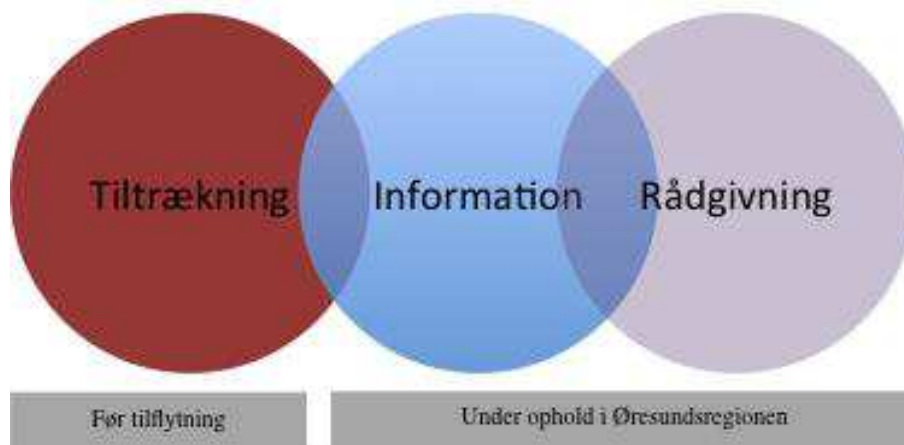 Tiltrækning Information Rådgivning
Før tilflytning Under ophold i Øresundsregionen